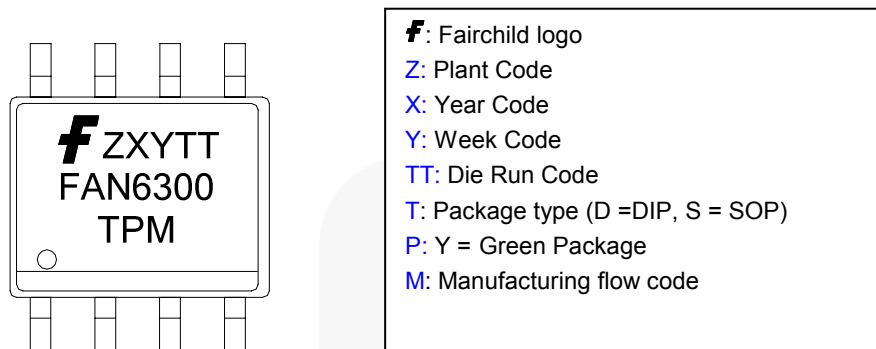 f ZXYTT
FAN6300
TPM
f: Fairchild logo
Z: Plant Code
X: Year Code
Y: Week Code
TT: Die Run Code
T: Package type (D =DIP, S = SOP)
P: Y = Green Package
M: Manufacturing flow code